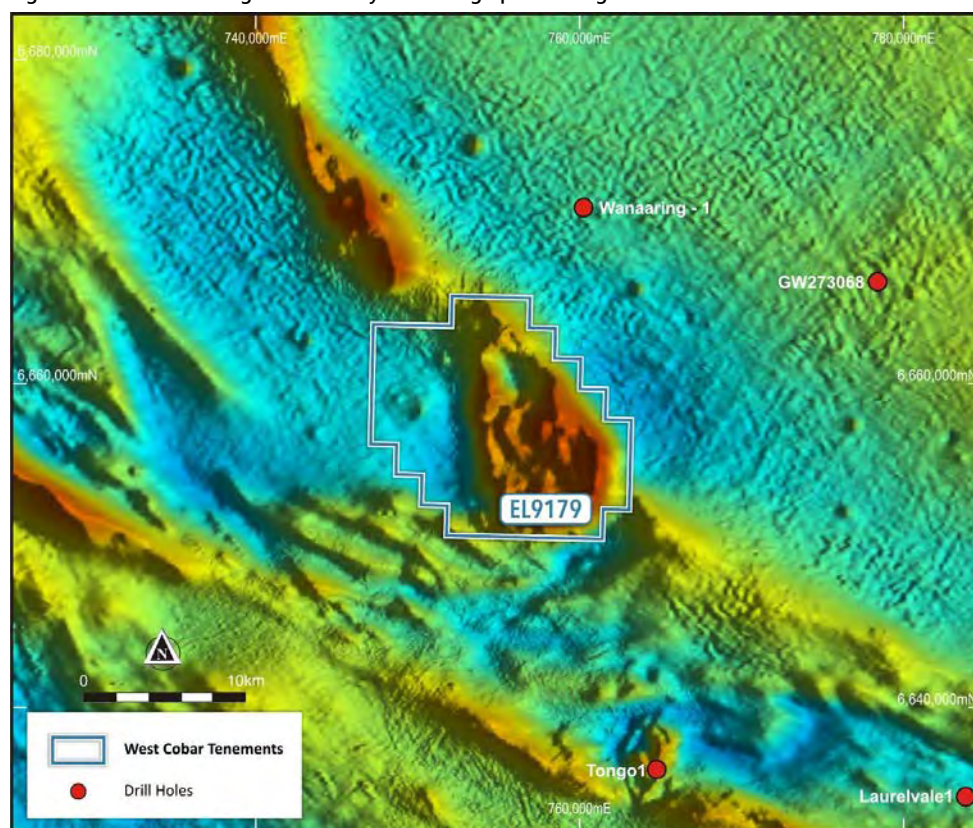 740,000mE
760,000mE
780,000mE
6,680,000mN
Wanaaring - 1
GW273068
6,660,000mN
6,660,000mN
EL9179
N
0
10km
6,640,000mN
West Cobar Tenements
Drill Holes
Tongo1
760,000mE
Laurelvale1